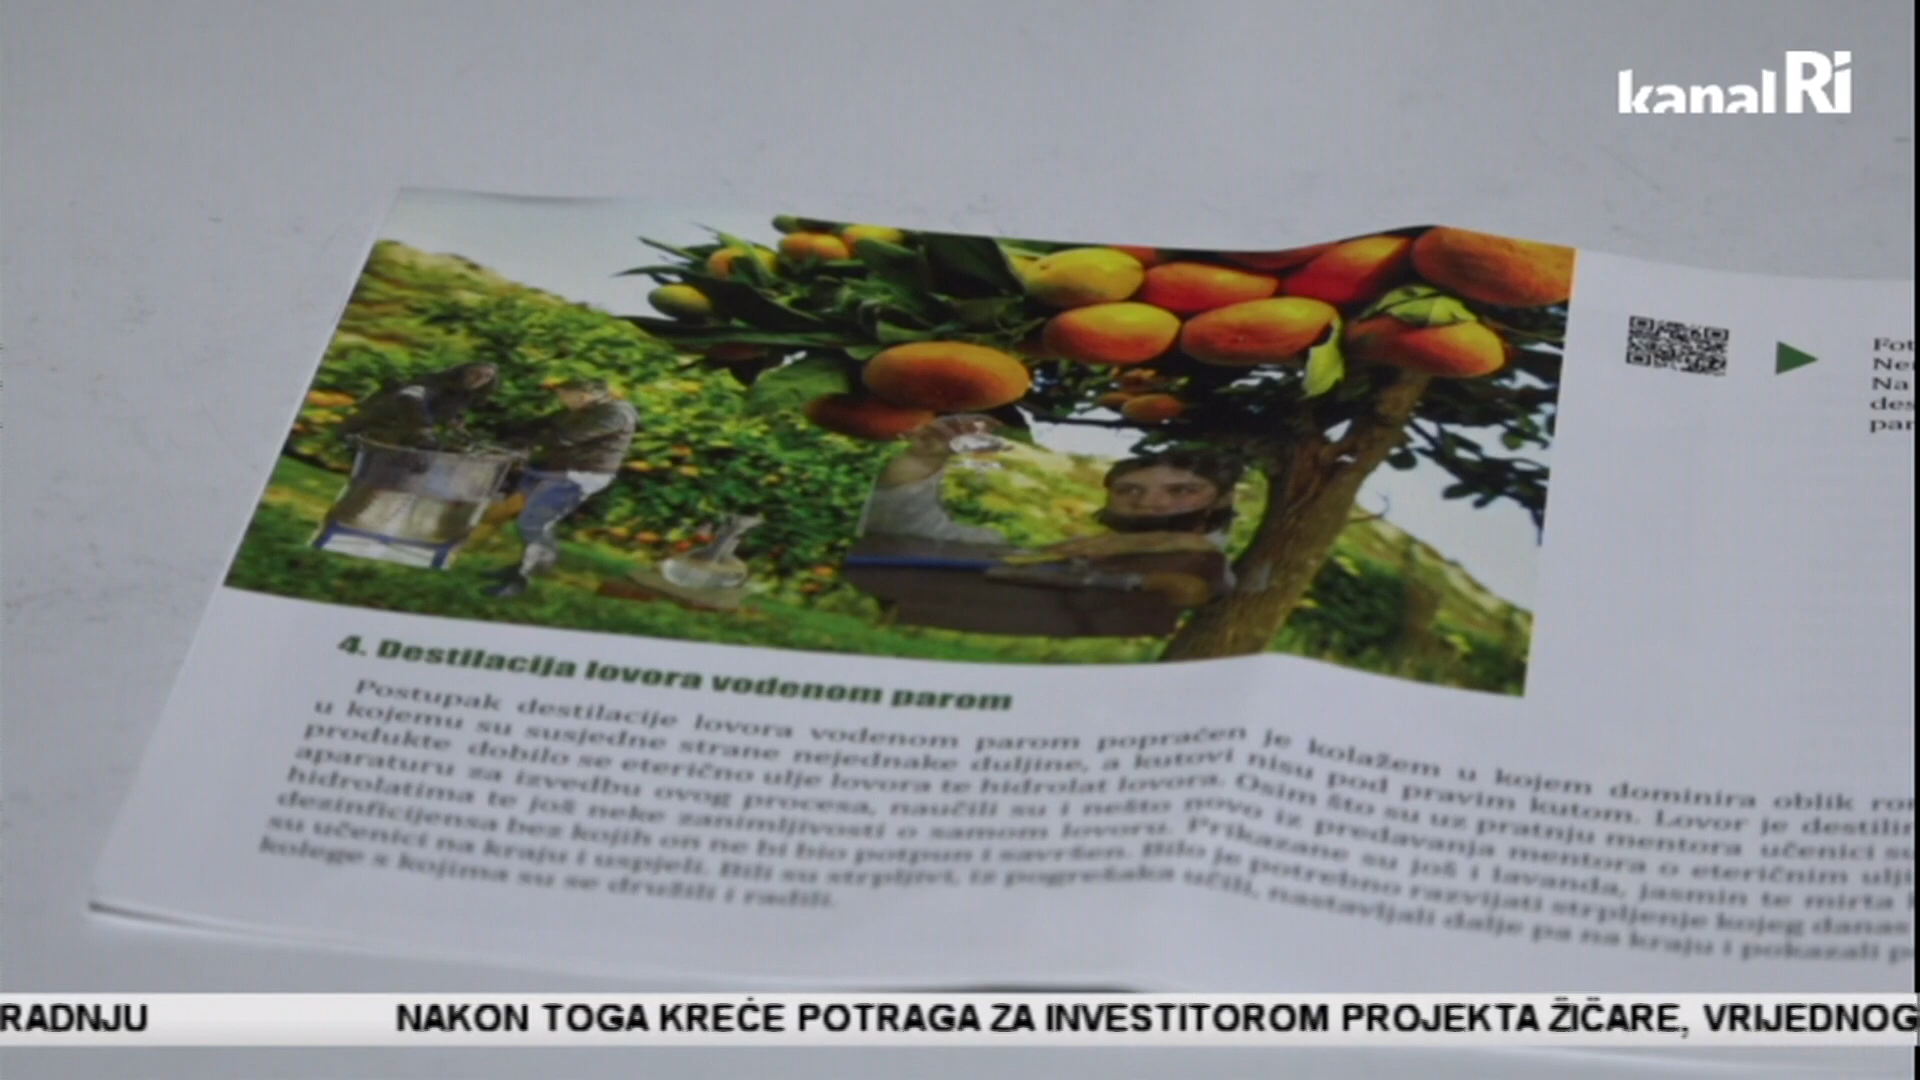 kanalRi
Fot
Ne
Na
des
par
4. Destilacija lovora vodenom parom
Postupak destilacije lovora vodenom parom popraćen je kolažem u kojem dominira oblik
u kojemu su susjedne strane nejednake duljine, a kutovi nisu pod pravim kutom. Lovor je
produkte dobilo se eterično ulje lovora te hidrolat lovora. Osim što su uz pratnju mentora učenici
aparaturu za izvedbu ovog procesa, naučili su i nešto novo iz predavanja mentora o eteričnim
hidrolatima te još neke zanimljivosti o samom lovoru. Prikazane su još i lavanda, jasmin te mirta
dezinficijensa bez kojih on ne bi bio potpun i savršen. Bilo je potrebno razvijati strpljenje kojeg danas
su učenici na kraju i uspjeli. Bili su strpljivi, iz pogrešaka učili, nastavljali dalje pa na kraju i pokazali
kolege s kojima su se družili i radili.
RADNJU NAKON TOGA KREĆE POTRAGA ZA INVESTITOROM PROJEKTA ŽIČARE, VRIJEDNOG